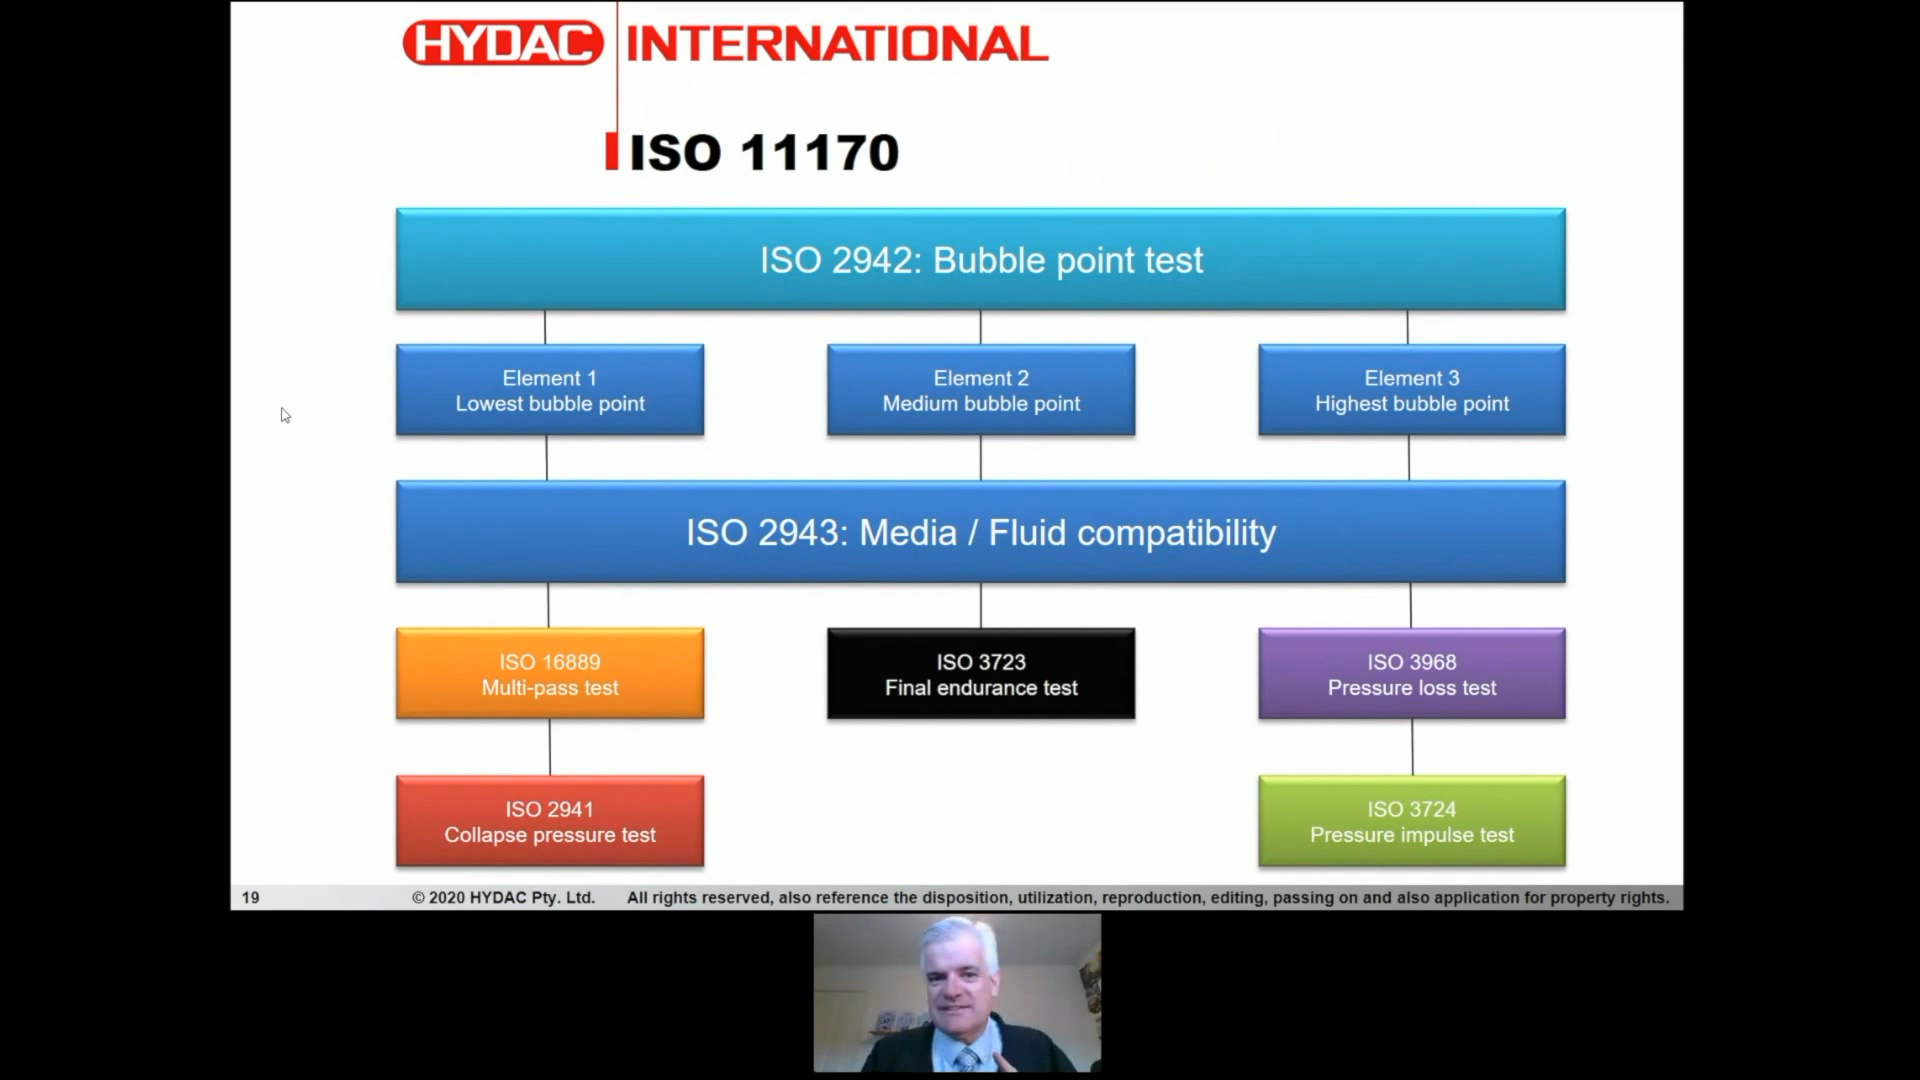 HYDAC INTERNATIONAL
ISO 11170
ISO 2942: Bubble point test
Element 1
Lowest bubble point
Element 2
Medium bubble point
Element 3
Highest bubble point
ISO 2943: Media / Fluid compatibility
ISO 16889
Multi-pass test
ISO 3723
Final endurance test
ISO 3968
Pressure loss test
ISO 2941
Collapse pressure test
ISO 3724
Pressure impulse test
19 © 2020 HYDAC Pty. Ltd. All rights reserved, also reference the disposition, utilization, reproduction, editing, passing on and also application for property rights.